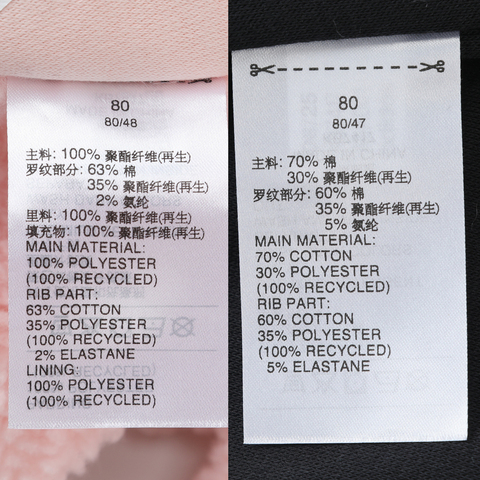 80
80/48
主料: 100% 聚酯纤维(再生)
罗纹部分: 63% 棉
35% 聚酯纤维(再生)
2% 氨纶
里料: 100% 聚酯纤维(再生)
填充物: 100% 聚酯纤维(再生)
MAIN MATERIAL:
100% POLYESTER
(100% RECYCLED)
RIB PART:
63% COTTON
35% POLYESTER
(100% RECYCLED)
2% ELASTANE
LINING:
100% POLYESTER
(100% RECYCLED)
80
80/47
主料: 70% 棉
30% 聚酯纤维(再生)
罗纹部分: 60% 棉
35% 聚酯纤维(再生)
5% 氨纶
MAIN MATERIAL:
70% COTTON
30% POLYESTER
(100% RECYCLED)
RIB PART:
60% COTTON
35% POLYESTER
(100% RECYCLED)
5% ELASTANE